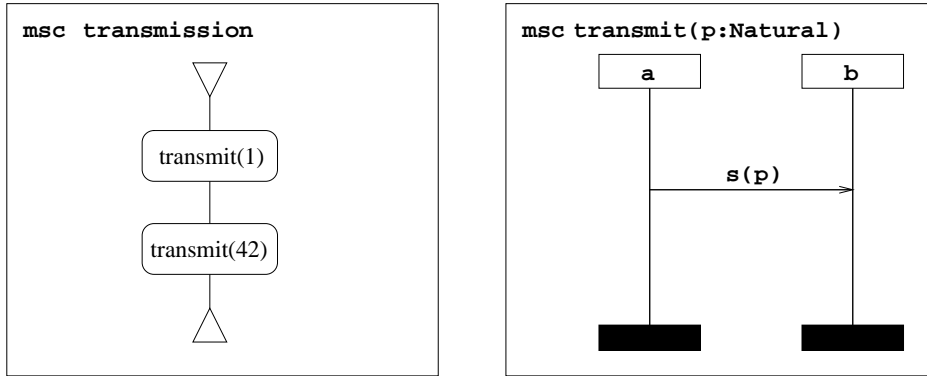 msc transmission
transmit(1)
transmit(42)
msc transmit(p:Natural)
a
b
s(p)